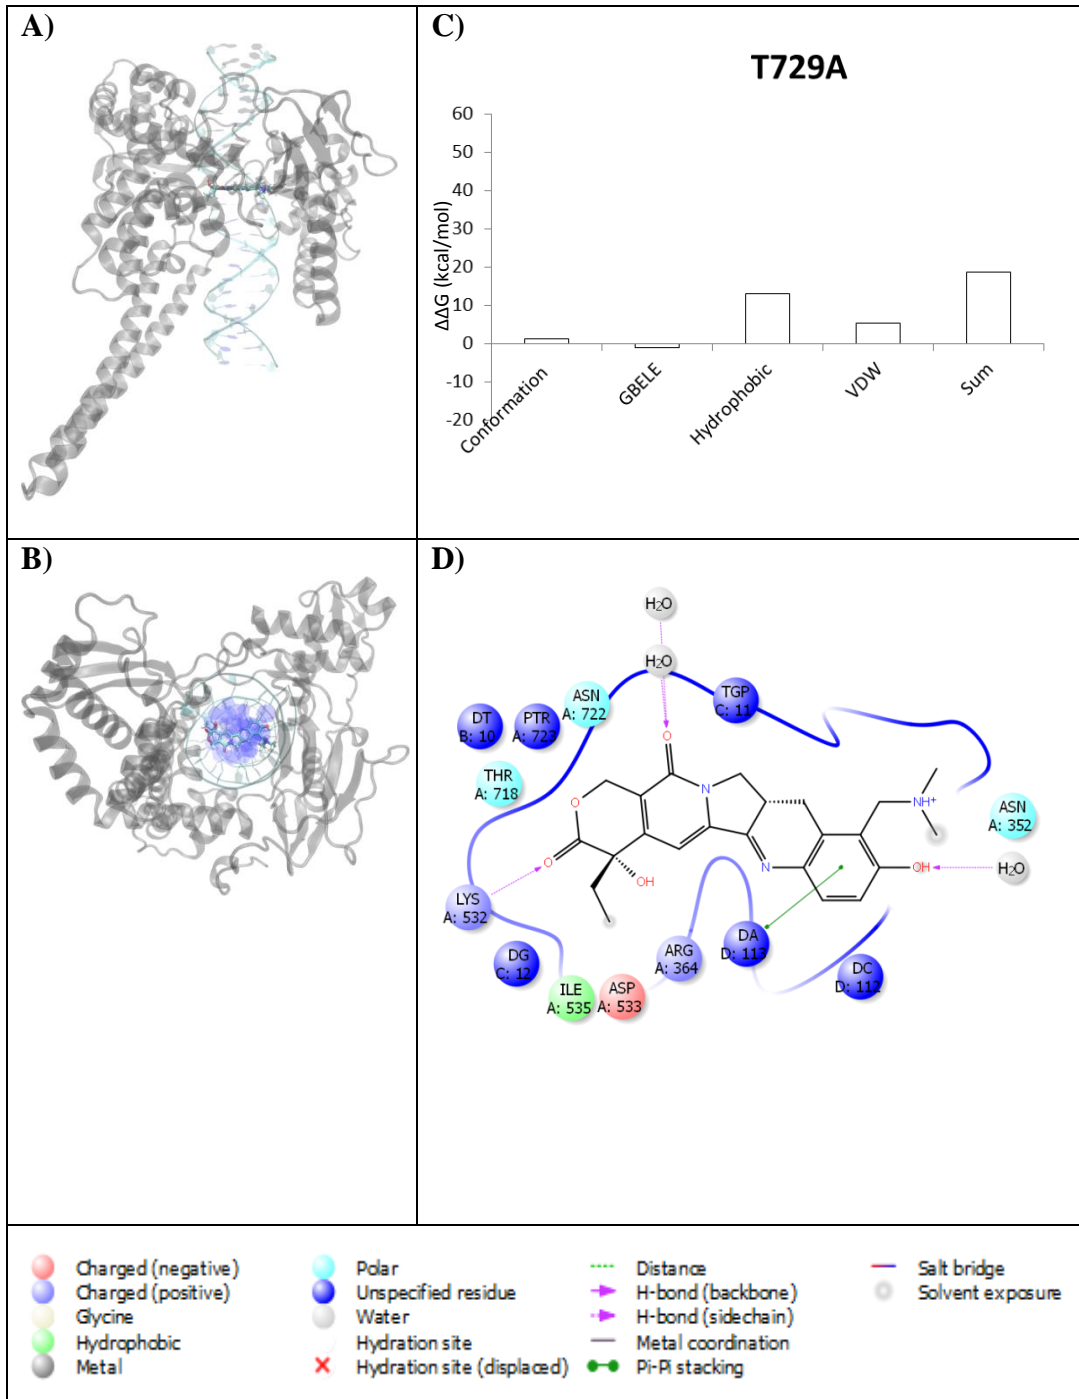 A)
C)
T729A
ΔΔG (kcal/mol)
60
50
40
30
20
10
0
-10
-20
Conformation
GBELE
Hydrophobic
VDW
Sum
B)
D)
H₂O
H₂O
ASN
A: 722
TGP
C: 11
DT
B: 10
PTR
A: 723
THR
A: 718
O
O
N
NH⁺
ASN
A: 352
O
N
OH
H₂O
OH
LYS
A: 532
DG
C: 12
ARG
A: 364
DA
D: 113
DC
D: 112
ILE
A: 535
ASP
A: 533
Charged (negative)
Charged (positive)
Glycine
Hydrophobic
Metal
Polar
Unspecified residue
Water
Hydration site
Hydration site (displaced)
Distance
H-bond (backbone)
H-bond (sidechain)
Metal coordination
Pi-Pi stacking
Salt bridge
Solvent exposure